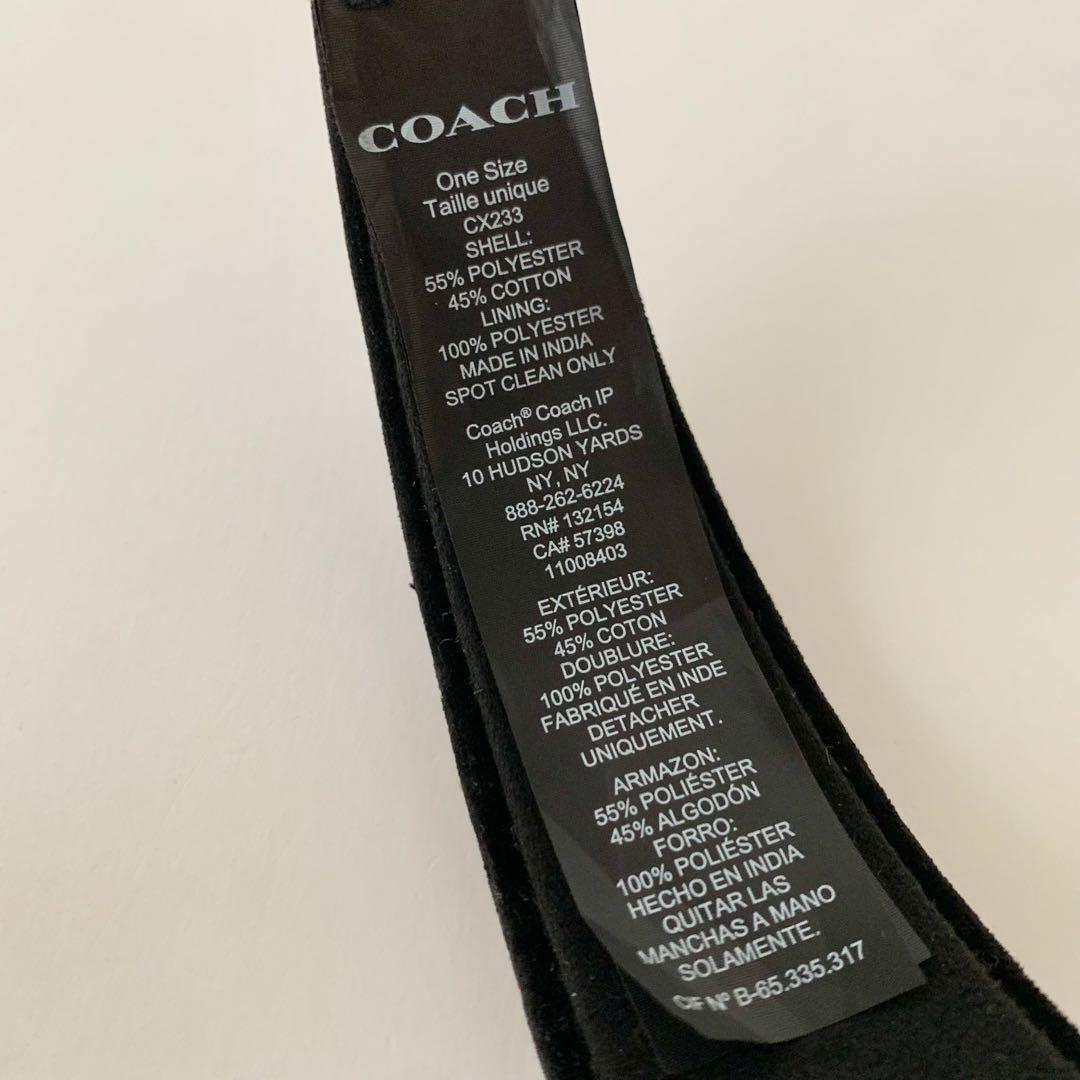 COACH
One Size
Taille unique
CX233
SHELL:
55% POLYESTER
45% COTTON
LINING:
100% POLYESTER
MADE IN INDIA
SPOT CLEAN ONLY
Coach® Coach IP
Holdings LLC.
10 HUDSON YARDS
NY, NY
888-262-6224
RN# 132154
CA# 57398
11008403
EXTÉRIEUR:
55% POLYESTER
45% COTON
DOUBLURE:
100% POLYESTER
FABRIQUÉ EN INDE
DETACHER
UNIQUEMENT.
ARMAZON:
55% POLIÉSTER
45% ALGODÓN
FORRO:
100% POLIÉSTER
HECHO EN INDIA
QUITAR LAS
MANCHAS A MANO
SOLAMENTE.
CIF Nº B-65.335.317